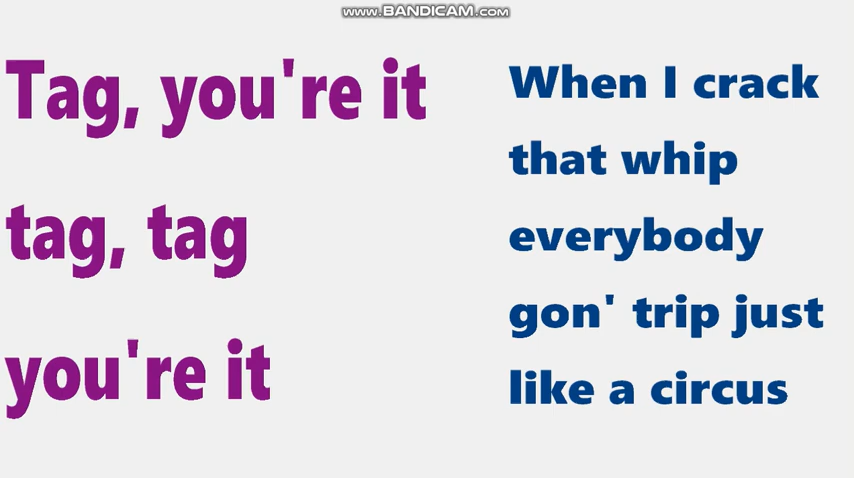 www.BANDICAM.com
Tag, you're it
tag, tag
you're it
When I crack
that whip
everybody
gon' trip just
like a circus